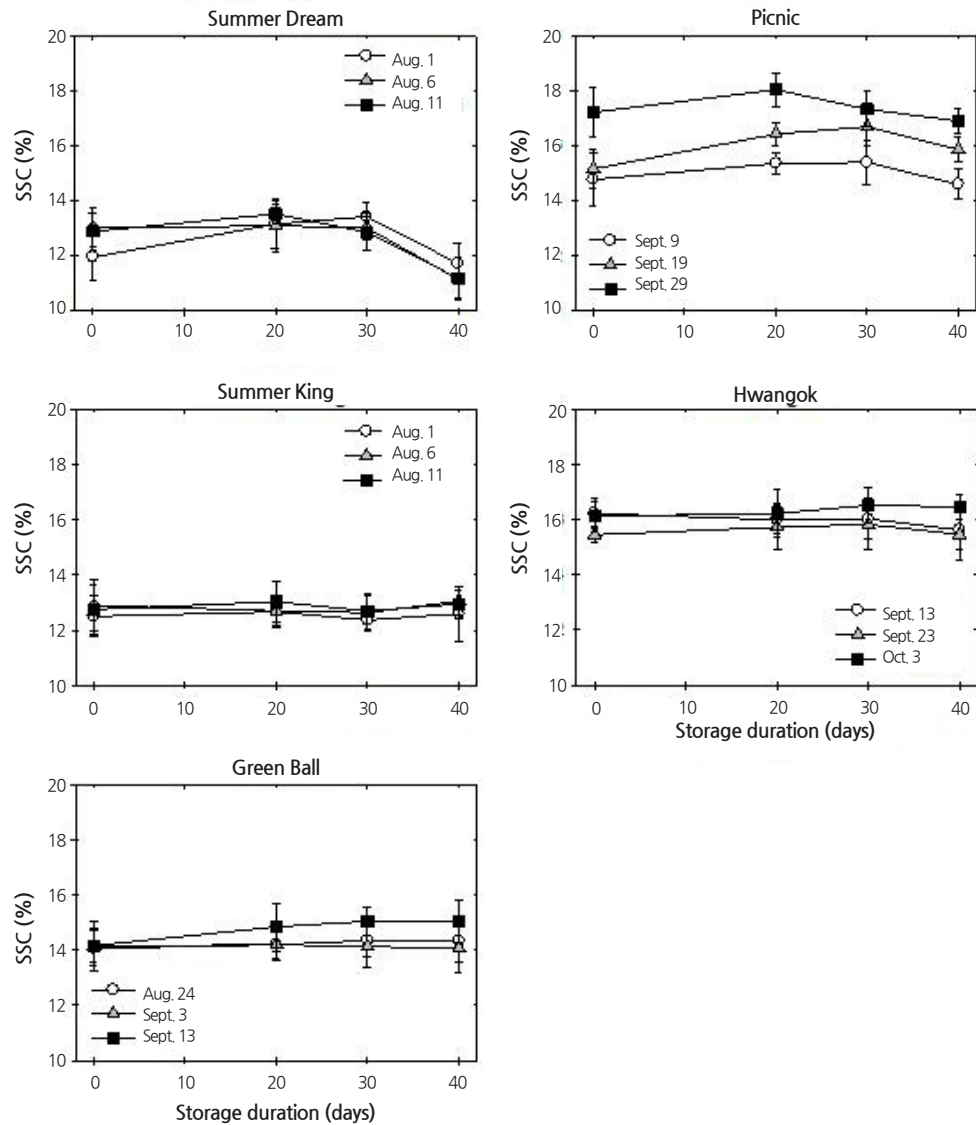 Summer Dream
20
18
16
14
12
10
SSC (%)
Aug. 1
Aug. 6
Aug. 11
0 10 20 30 40
Picnic
20
18
16
14
12
10
SSC (%)
Sept. 9
Sept. 19
Sept. 29
0 10 20 30 40
Summer King
20
18
16
14
12
10
SSC (%)
Aug. 1
Aug. 6
Aug. 11
0 10 20 30 40
Hwangok
20
18
16
14
12
10
SSC (%)
Sept. 13
Sept. 23
Oct. 3
0 10 20 30 40
Storage duration (days)
Green Ball
20
18
16
14
12
10
SSC (%)
Aug. 24
Sept. 3
Sept. 13
0 10 20 30 40
Storage duration (days)